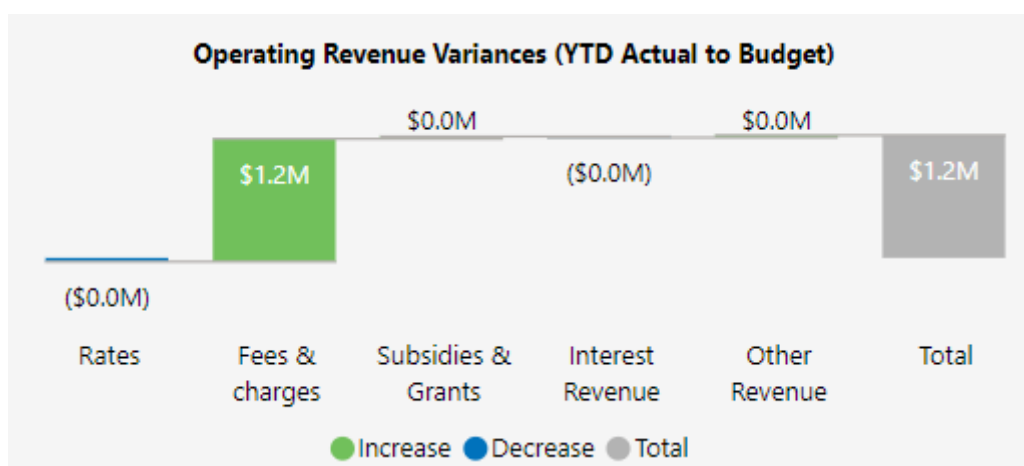 Operating Revenue Variances (YTD Actual to Budget)
$0.0M $0.0M
$1.2M ($0.0M) $1.2M
($0.0M)
Rates Fees & Subsidies & Interest Other Total
charges Grants Revenue Revenue
Increase Decrease Total